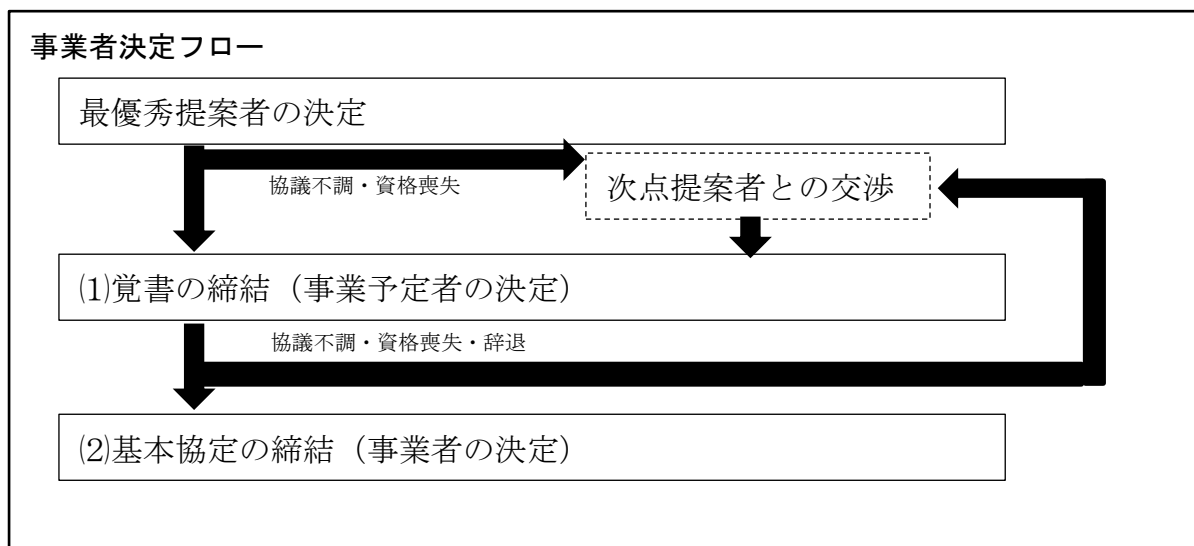 事業者決定フロー
最優秀提案者の決定
協議不調・資格喪失
次点提案者との交渉
⑴覚書の締結（事業予定者の決定）
協議不調・資格喪失・辞退
⑵基本協定の締結（事業者の決定）